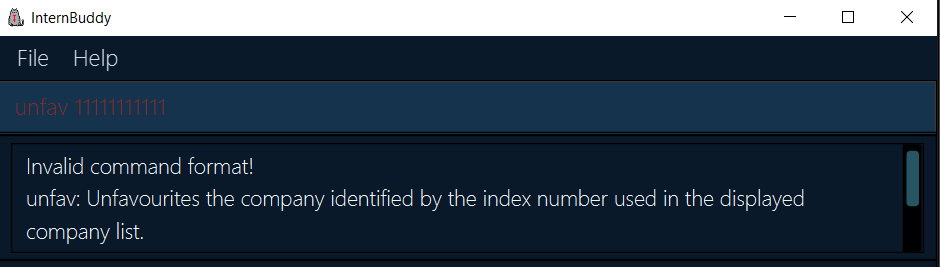 InternBuddy
File Help
unfav 11111111111
Invalid command format!
unfav: Unfavourites the company identified by the index number used in the displayed
company list.